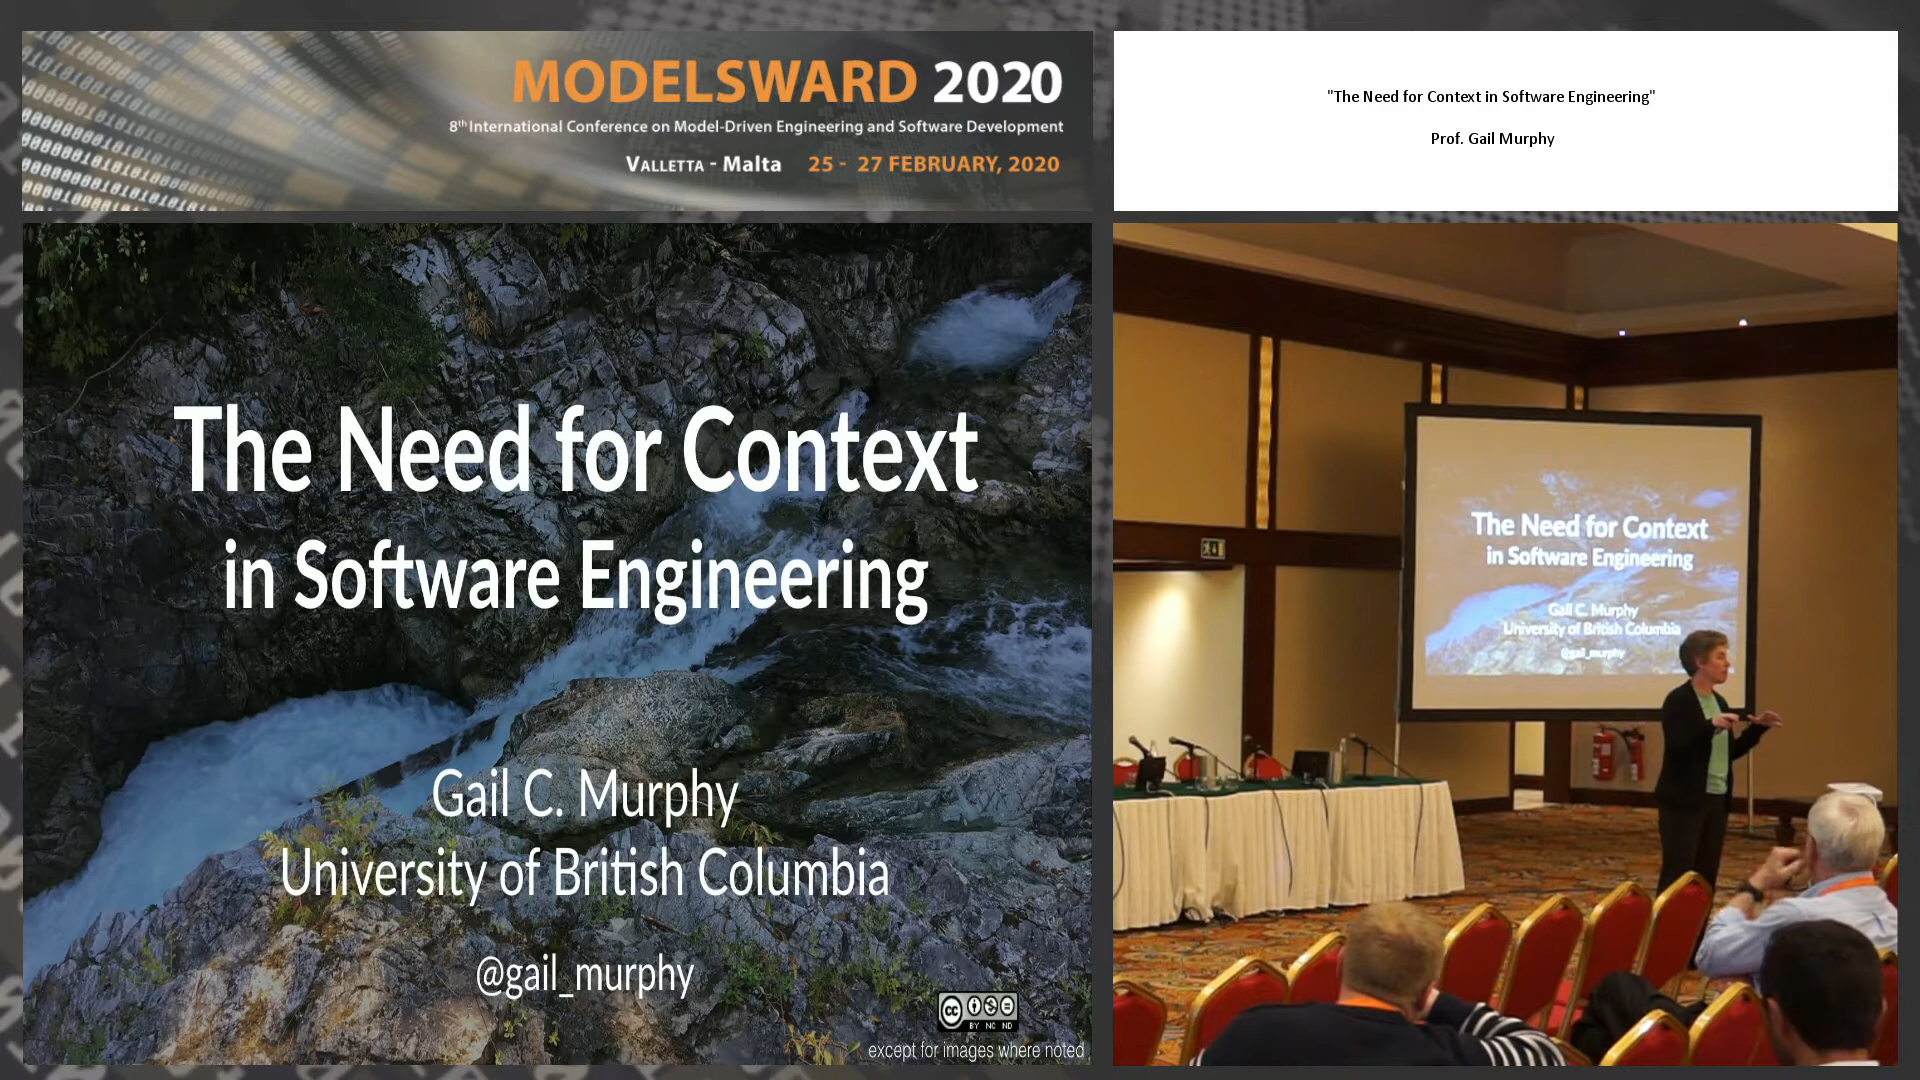 MODELSWARD 2020
8th International Conference on Model-Driven Engineering and Software Development
VALLETTA - Malta 25 - 27 FEBRUARY, 2020
"The Need for Context in Software Engineering"
Prof. Gail Murphy
The Need for Context
in Software Engineering
Gail C. Murphy
University of British Columbia
@gail_murphy
CC BY NC ND
except for images where noted
The Need for Context
in Software Engineering
Gail C. Murphy
University of British Columbia
@gail_murphy